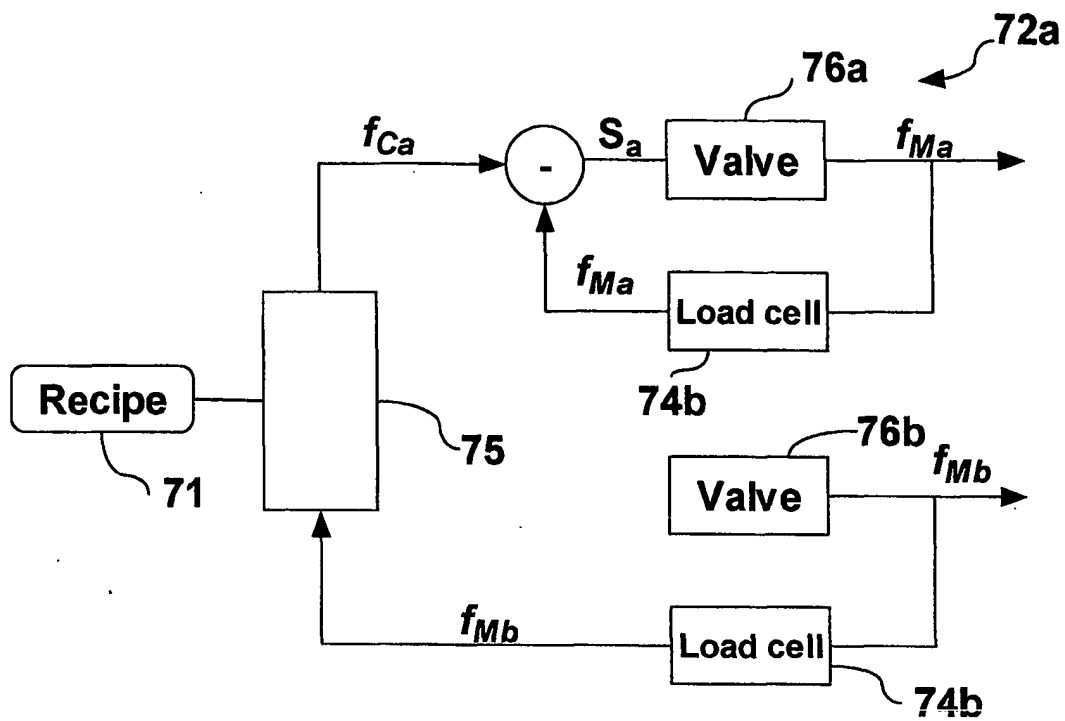 72a
76a
f_Ca
S_a
Valve
f_Ma
-
f_Ma
Load cell
74b
Recipe
75
71
76b
Valve
f_Mb
f_Mb
Load cell
74b